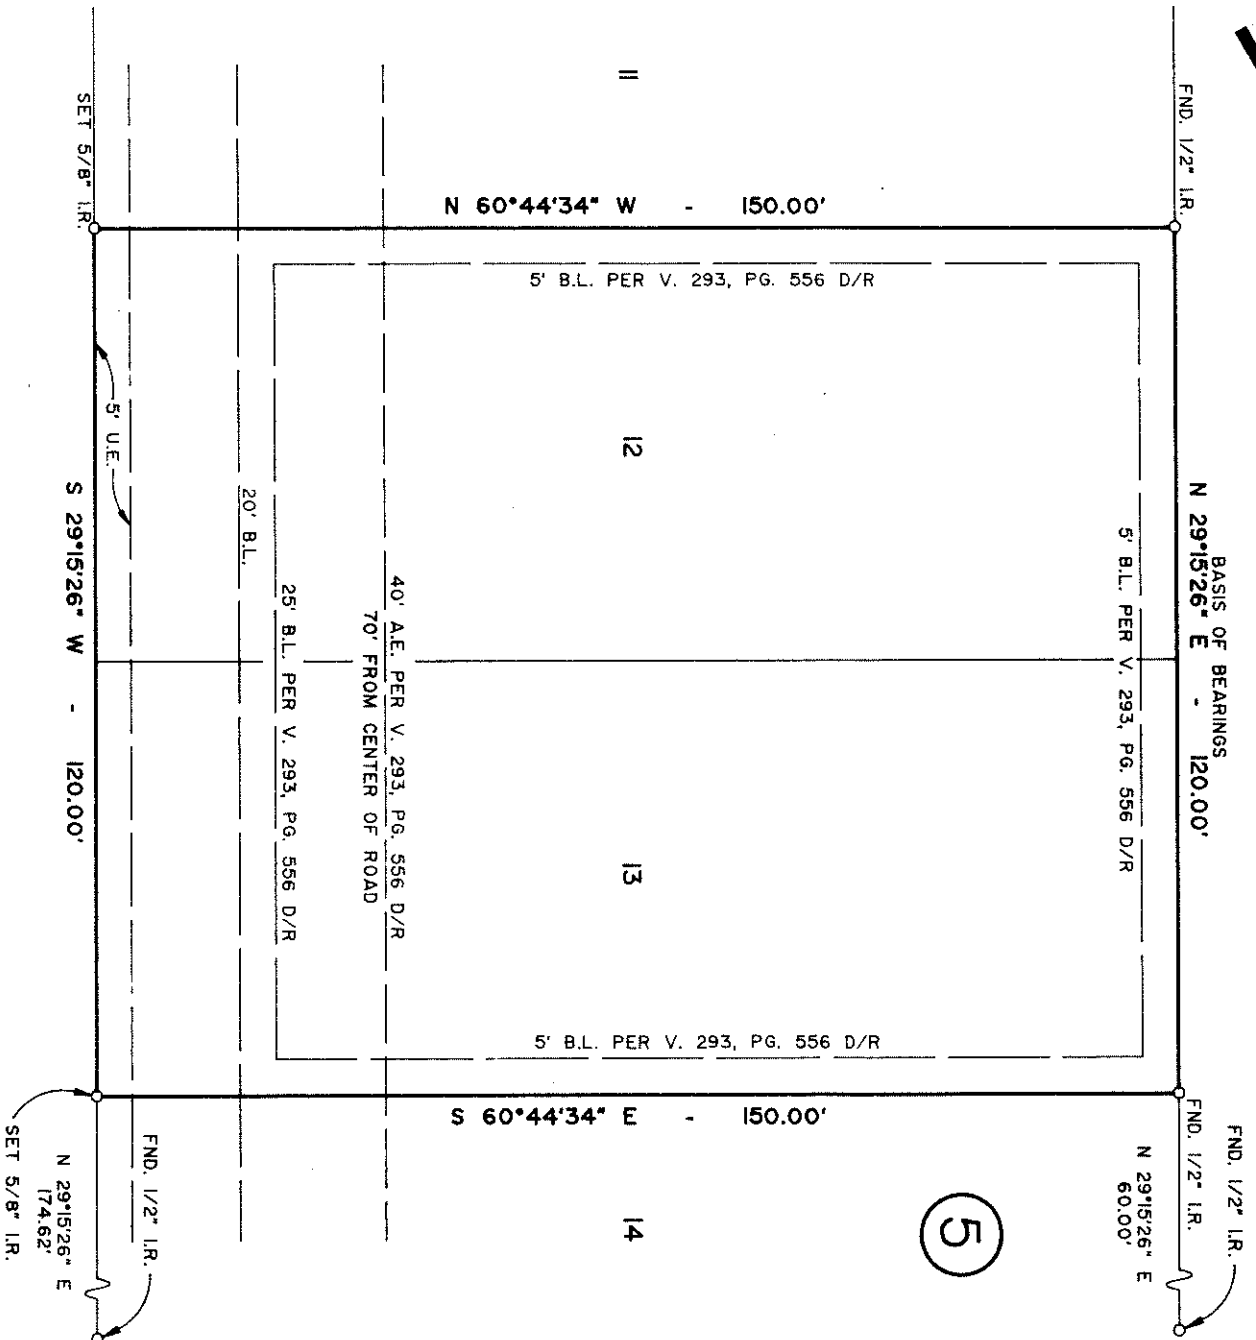 FND. 1/2" I.R.
11
SET 5/8" I.R.
N 60°44'34" W - 150.00'
5' B.L. PER V. 293, PG. 556 D/R
BASIS OF BEARINGS
N 29°15'26" E - 120.00'
5' B.L. PER V. 293, PG. 556 D/R
12
5' U.E.
20' B.L.
S 29°15'26" W - 120.00'
40' A.E. PER V. 293, PG. 556 D/R
70' FROM CENTER OF ROAD
25' B.L. PER V. 293, PG. 556 D/R
13
5' B.L. PER V. 293, PG. 556 D/R
S 60°44'34" E - 150.00'
FND. 1/2" I.R.
FND. 1/2" I.R.
N 29°15'26" E
60.00'
5
14
FND. 1/2" I.R.
N 29°15'26" E
174.62'
SET 5/8" I.R.